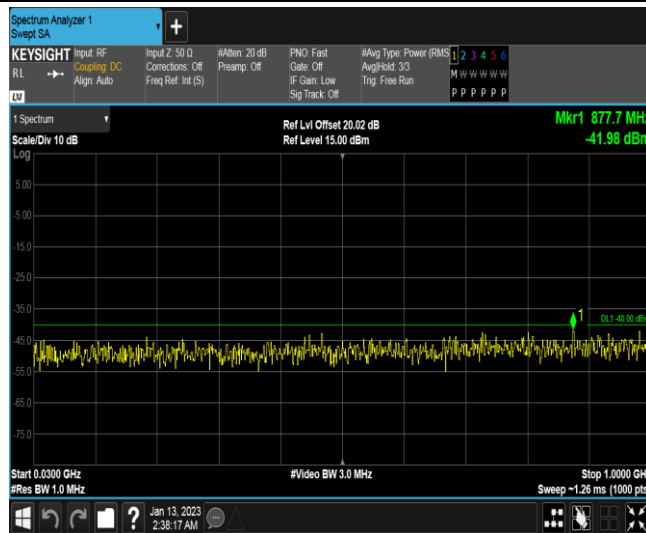 Spectrum Analyzer 1
Swept SA
+
KEYSIGHT Input: RF Input Z: 50 Ω #Atten: 20 dB PNO: Fast #Avg Type: Power (RMS 1 2 3 4 5 6
RL Coupling: DC Corrections: Off Preamp: Off Gate: Off Avg|Hold: 3/3 M W W W W W
Align: Auto Freq Ref: Int (S) IF Gain: Low Trig: Free Run
Sig Track: Off P P P P P P
LXI
1 Spectrum Ref Lvl Offset 20.02 dB Mkr1 877.7 MHz
Scale/Div 10 dB Ref Level 15.00 dBm -41.98 dBm
Log
5.00
-5.00
-15.0
-25.0
-35.0
1
DL1 -40.00 dBm
-45.0
-55.0
-65.0
-75.0
Start 0.0300 GHz #Video BW 3.0 MHz Stop 1.0000 GH
#Res BW 1.0 MHz Sweep ~1.26 ms (1000 pts
? Jan 13, 2023
2:38:17 AM